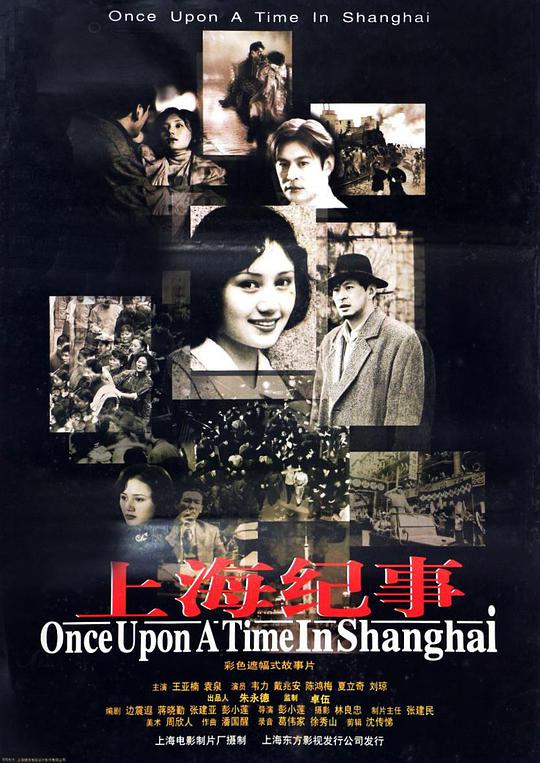 Once Upon A Time In Shanghai
上海纪事
Once Upon A Time In Shanghai
彩色遮幅式故事片
主演 王亚楠 袁泉 演员 韦力 戴兆安 陈鸿梅 夏立奇 刘琼
出品人 朱永德 监制 卓伍
编剧 边震遐 蒋晓勤 张建亚 彭小莲 导演 彭小莲 摄影 林良忠 制片主任 张建民
美术 周欣人 作曲 潘国醒 录音 葛伟家 徐秀山 剪辑 沈传悌
上海电影制片厂摄制 上海东方影视发行公司发行